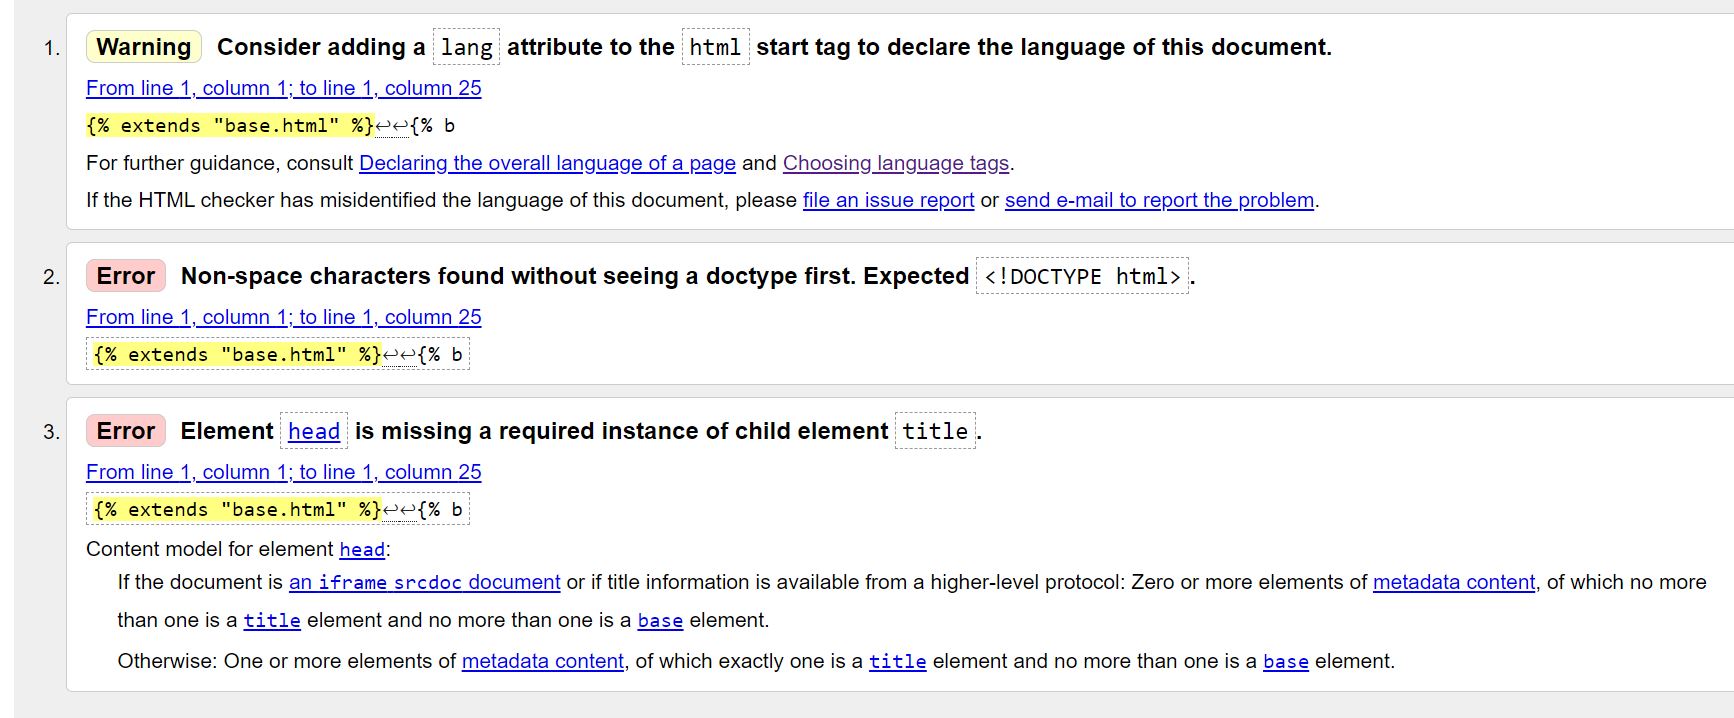 1. Warning Consider adding a lang attribute to the html start tag to declare the language of this document.
From line 1, column 1; to line 1, column 25
{% extends "base.html" %}↩↩{% b
For further guidance, consult Declaring the overall language of a page and Choosing language tags.
If the HTML checker has misidentified the language of this document, please file an issue report or send e-mail to report the problem.
2. Error Non-space characters found without seeing a doctype first. Expected <!DOCTYPE html>.
From line 1, column 1; to line 1, column 25
{% extends "base.html" %}↩↩{% b
3. Error Element head is missing a required instance of child element title.
From line 1, column 1; to line 1, column 25
{% extends "base.html" %}↩↩{% b
Content model for element head:
If the document is an iframe srcdoc document or if title information is available from a higher-level protocol: Zero or more elements of metadata content, of which no more
than one is a title element and no more than one is a base element.
Otherwise: One or more elements of metadata content, of which exactly one is a title element and no more than one is a base element.